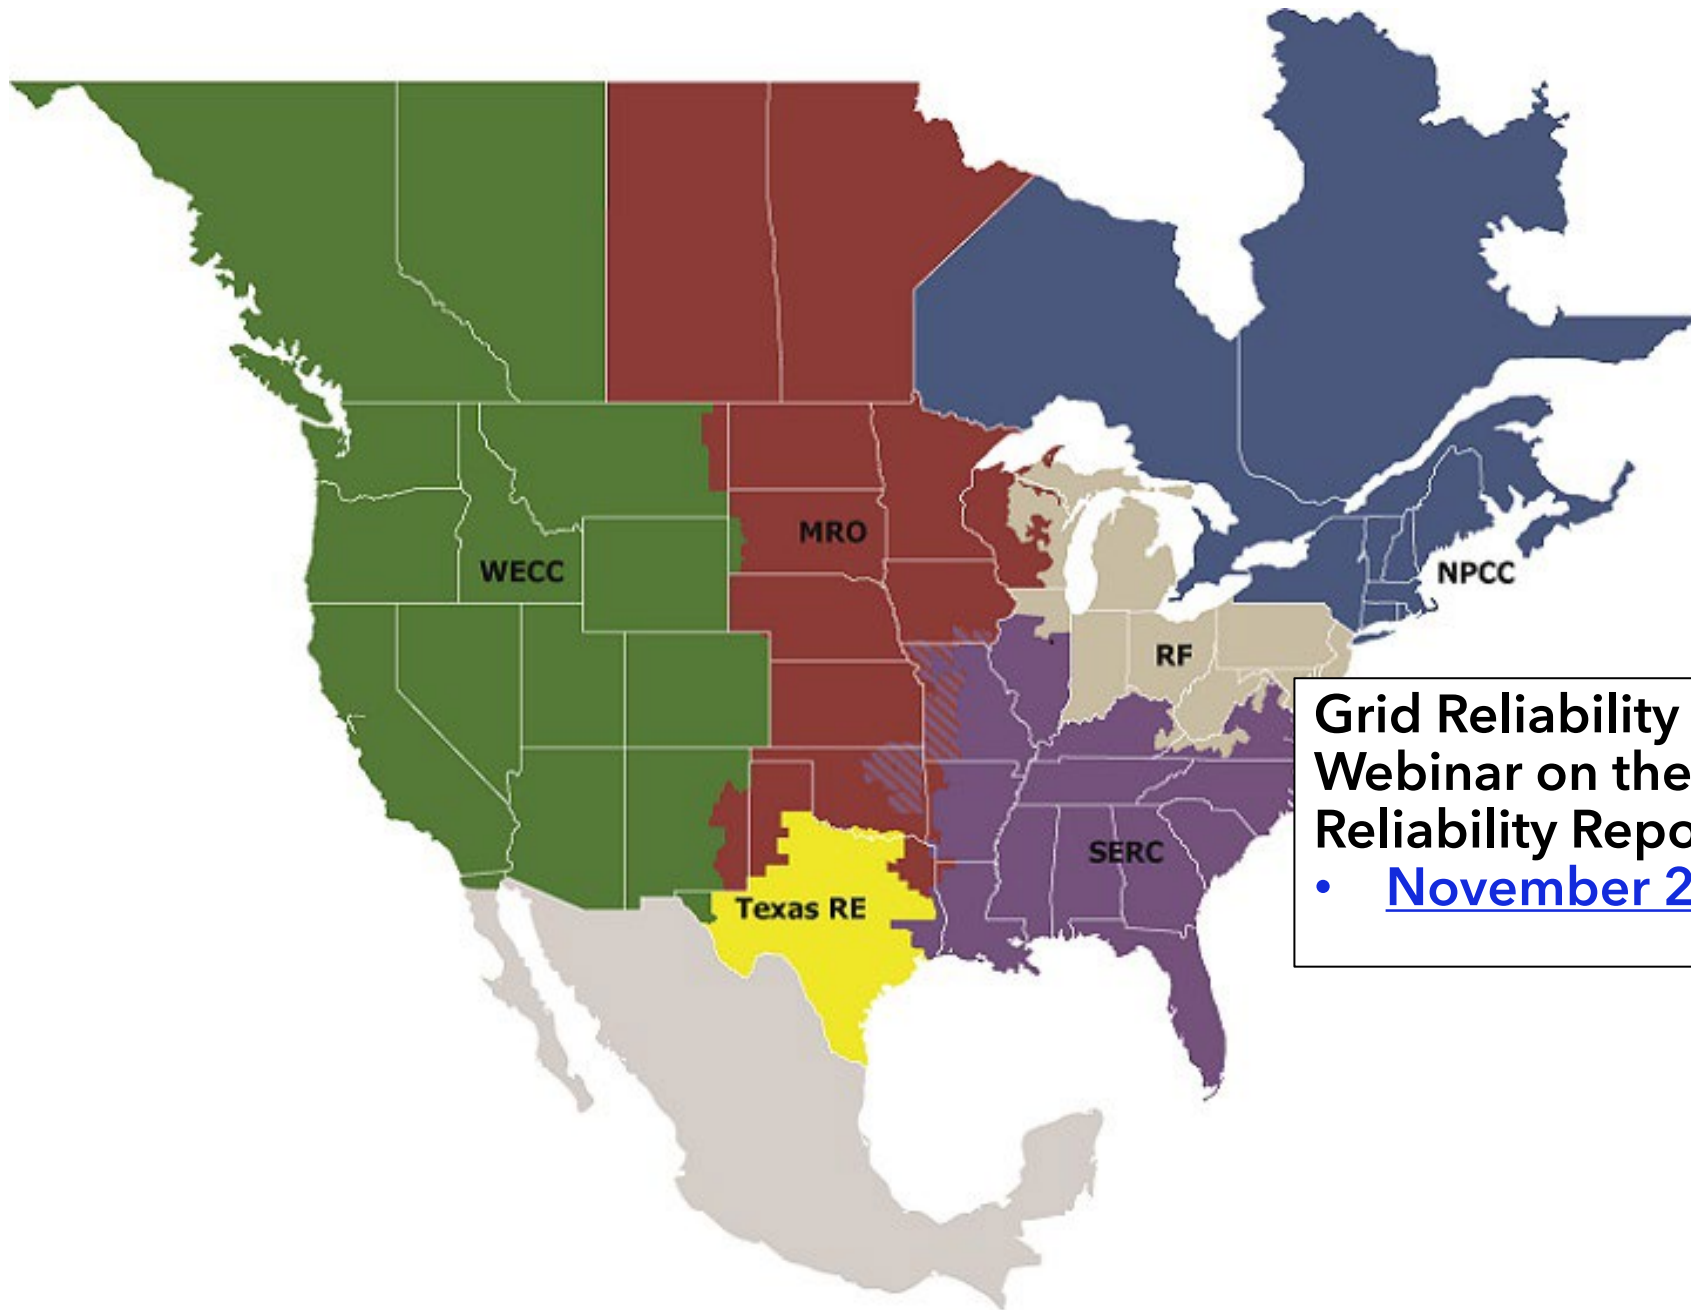 MRO
WECC
NPCC
RF
Grid Reliability
Webinar on the
Reliability Repo
SERC
• November 2
Texas RE